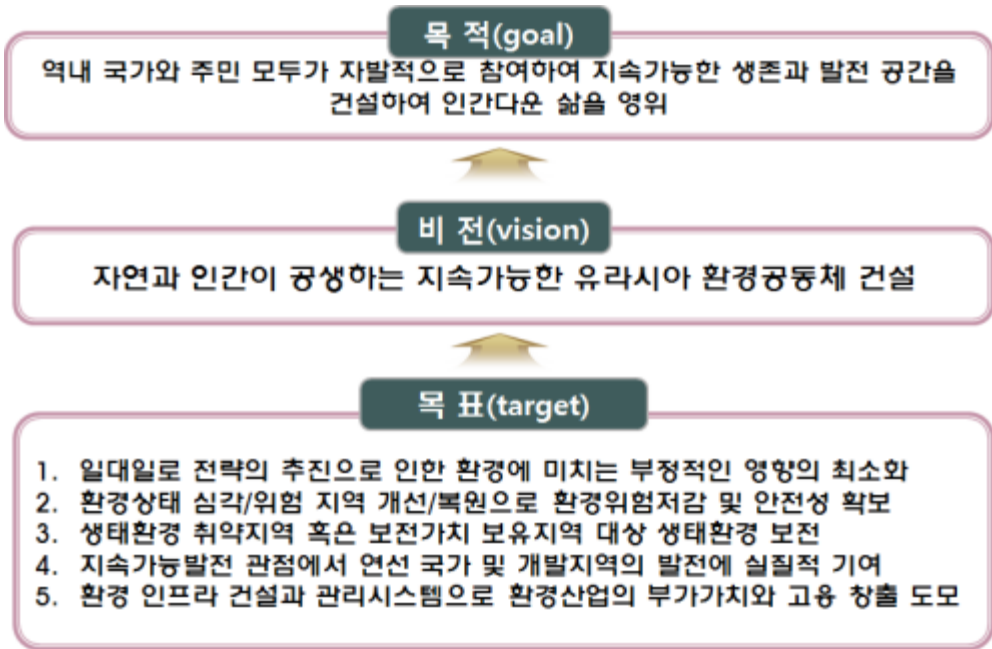 목 적(goal)
역내 국가와 주민 모두가 자발적으로 참여하여 지속가능한 생존과 발전 공간을
건설하여 인간다운 삶을 영위
비 전(vision)
자연과 인간이 공생하는 지속가능한 유라시아 환경공동체 건설
목 표(target)
1. 일대일로 전략의 추진으로 인한 환경에 미치는 부정적인 영향의 최소화
2. 환경상태 심각/위험 지역 개선/복원으로 환경위험저감 및 안전성 확보
3. 생태환경 취약지역 혹은 보전가치 보유지역 대상 생태환경 보전
4. 지속가능발전 관점에서 연선 국가 및 개발지역의 발전에 실질적 기여
5. 환경 인프라 건설과 관리시스템으로 환경산업의 부가가치와 고용 창출 도모